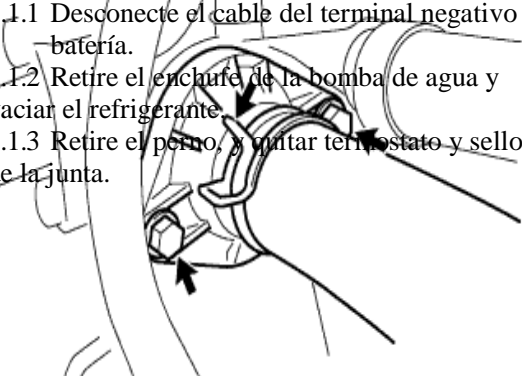 .1.1 Desconecte el cable del terminal negativo
batería.
.1.2 Retire el enchufe de la bomba de agua y
aciar el refrigerante.
.1.3 Retire el perno, y quitar termostato y sello
e la junta.